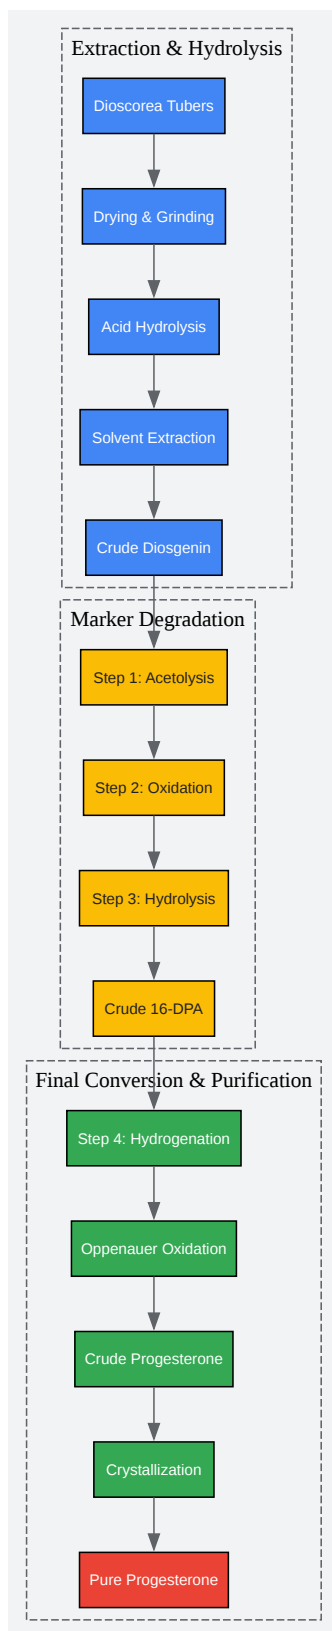 Extraction & Hydrolysis
Dioscorea Tubers
Drying & Grinding
Acid Hydrolysis
Solvent Extraction
Crude Diosgenin
Marker Degradation
Step 1: Acetolysis
Step 2: Oxidation
Step 3: Hydrolysis
Crude 16-DPA
Final Conversion & Purification
Step 4: Hydrogenation
Oppenauer Oxidation
Crude Progesterone
Crystallization
Pure Progesterone